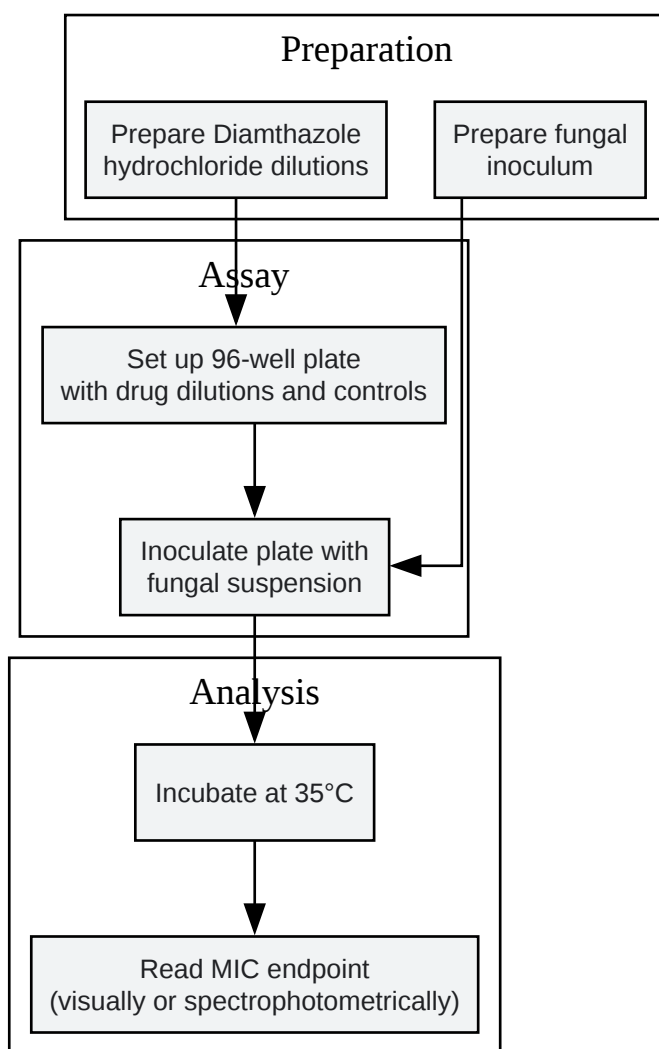 Preparation
Prepare Diamthazole
hydrochloride dilutions
Prepare fungal
inoculum
Assay
Set up 96-well plate
with drug dilutions and controls
Inoculate plate with
fungal suspension
Analysis
Incubate at 35°C
Read MIC endpoint
(visually or spectrophotometrically)